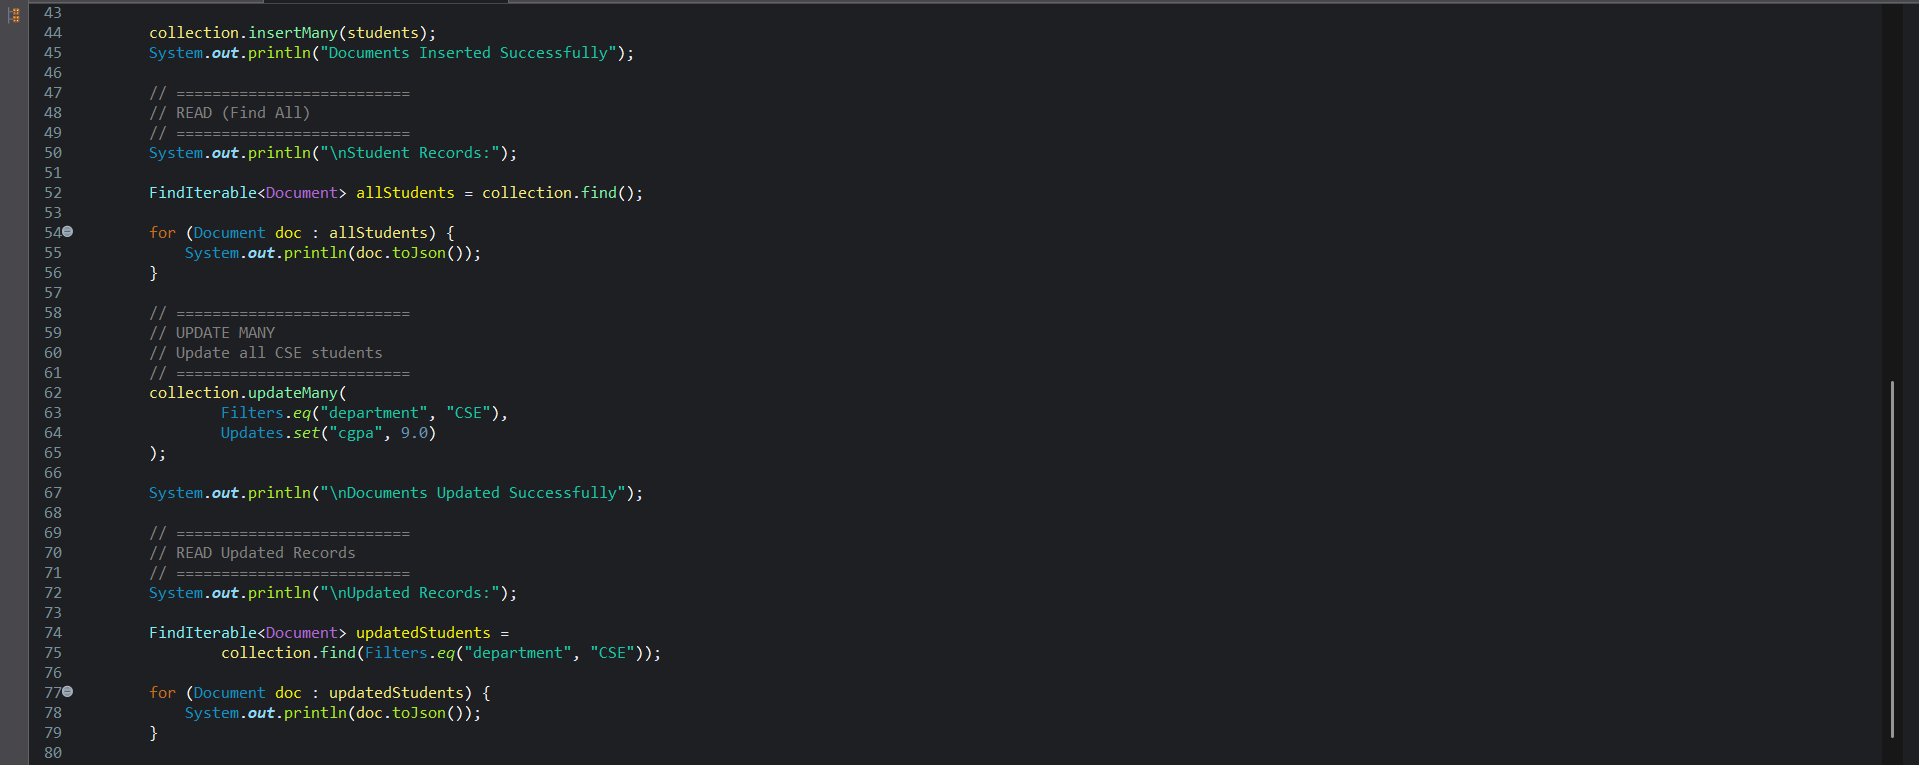 43
44 collection.insertMany(students);
45 System.out.println("Documents Inserted Successfully");
46
47 // ==========================
48 // READ (Find All)
49 // ==========================
50 System.out.println("\nStudent Records:");
51
52 FindIterable<Document> allStudents = collection.find();
53
54 for (Document doc : allStudents) {
55 System.out.println(doc.toJson());
56 }
57
58 // ==========================
59 // UPDATE MANY
60 // Update all CSE students
61 // ==========================
62 collection.updateMany(
63 Filters.eq("department", "CSE"),
64 Updates.set("cgpa", 9.0)
65 );
66
67 System.out.println("\nDocuments Updated Successfully");
68
69 // ==========================
70 // READ Updated Records
71 // ==========================
72 System.out.println("\nUpdated Records:");
73
74 FindIterable<Document> updatedStudents =
75 collection.find(Filters.eq("department", "CSE"));
76
77 for (Document doc : updatedStudents) {
78 System.out.println(doc.toJson());
79 }
80